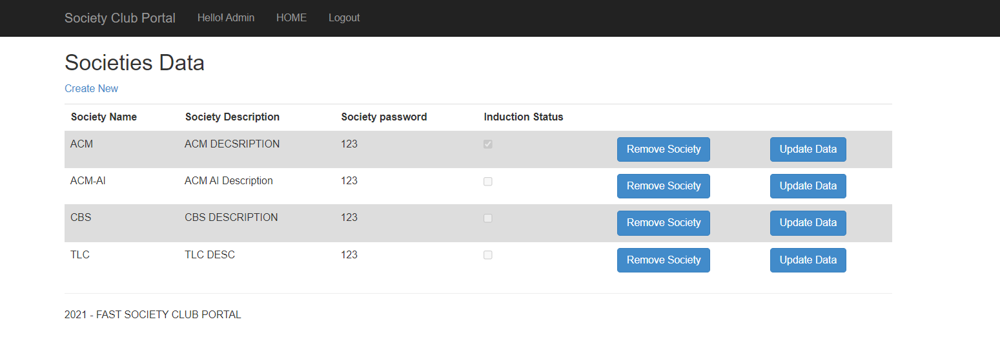 Society Club Portal Hello! Admin HOME Logout
Societies Data
Create New
Society Name Society Description Society password Induction Status
ACM ACM DECSRIPTION 123 Remove Society Update Data
ACM-AI ACM AI Description 123 Remove Society Update Data
CBS CBS DESCRIPTION 123 Remove Society Update Data
TLC TLC DESC 123 Remove Society Update Data
2021 - FAST SOCIETY CLUB PORTAL